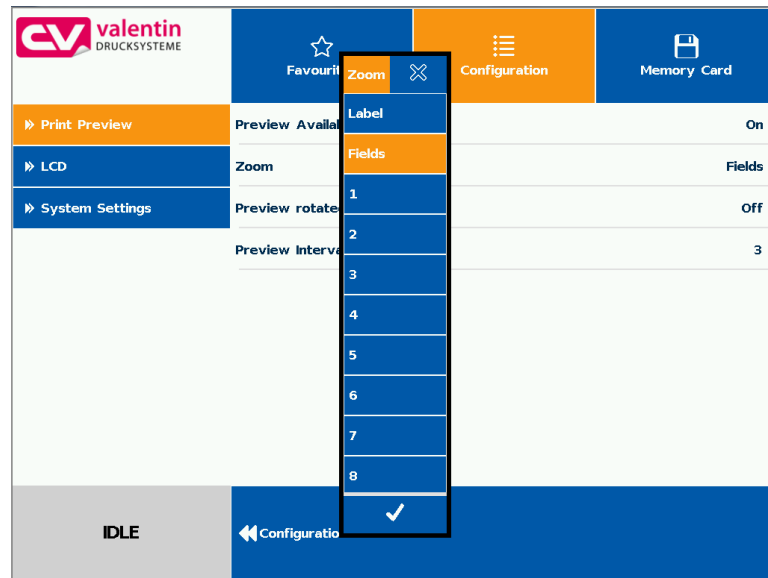 CV valentin
DRUCKSYSTEME
Favourit
Configuration
Memory Card
Zoom
Label
Fields
1
2
3
4
5
6
7
8
» Print Preview
» LCD
» System Settings
Preview Availa
On
Zoom
Fields
Preview rotate
Off
Preview Interva
3
IDLE
Configuratio